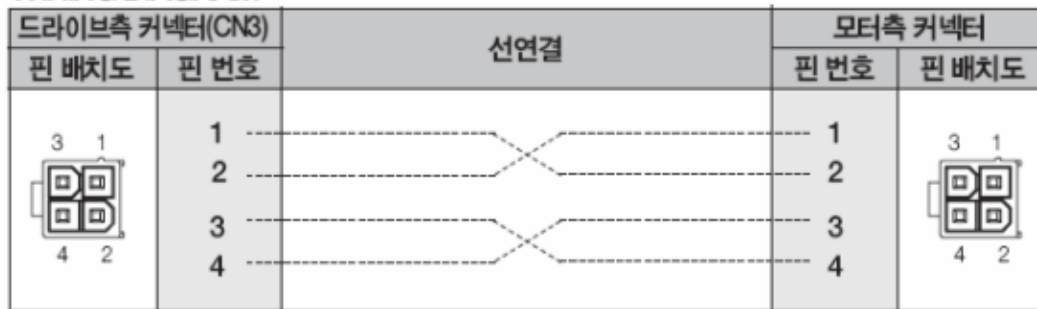 드라이브측 커넥터(CN3) 선연결 모터측 커넥터
핀 배치도 핀 번호 핀 번호 핀 배치도
3 1 1 1 3 1
2 2
3 3
4 2 4 4 4 2